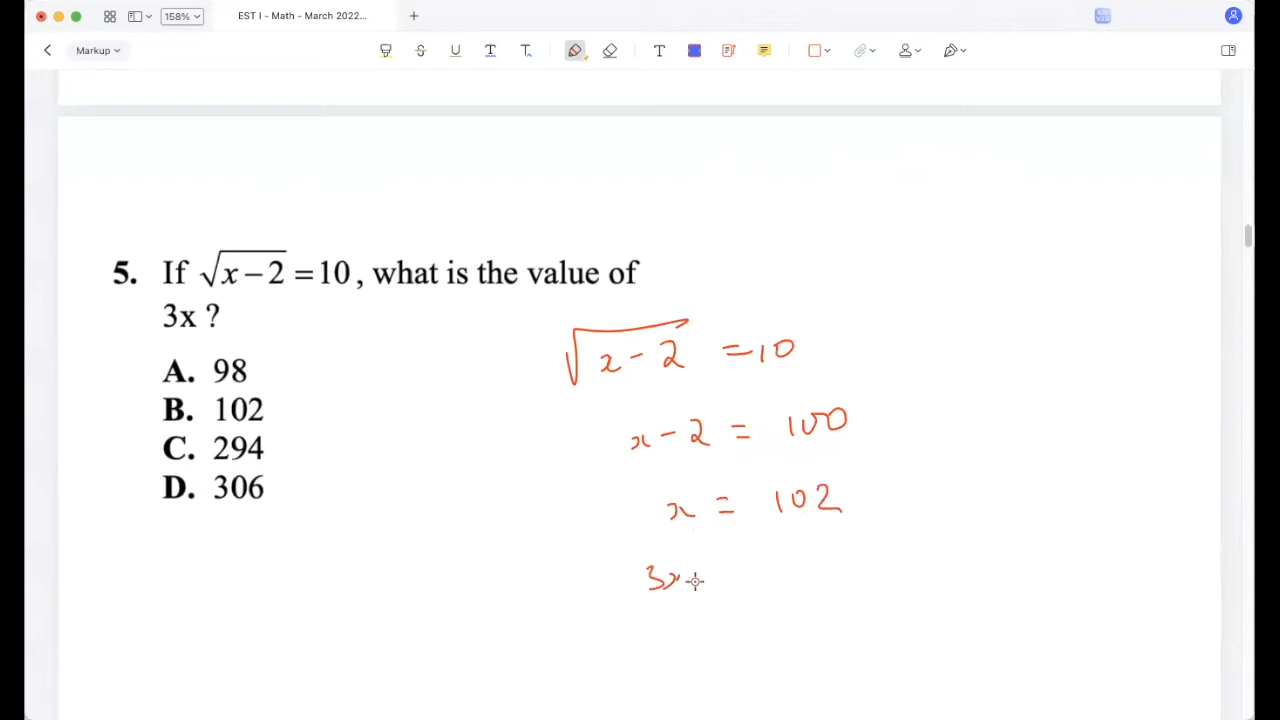 158%
EST I - Math - March 2022...
Markup
5. If √x−2 = 10, what is the value of
3x ?
A. 98
B. 102
C. 294
D. 306
√x - 2 = 10
x - 2 = 100
x = 102
3x